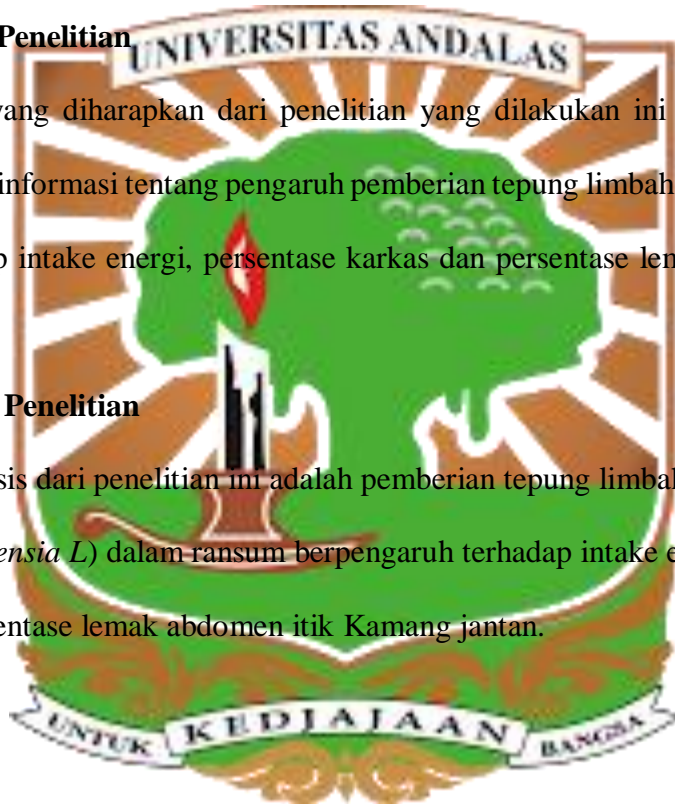 Penelitian
UNIVERSITAS ANDALAS
yang diharapkan dari penelitian yang dilakukan ini
informasi tentang pengaruh pemberian tepung limbah
intake energi, persentase karkas dan persentase
Penelitian
sis dari penelitian ini adalah pemberian tepung limbah
ensia L) dalam ransum berpengaruh terhadap intake e
entase lemak abdomen itik Kamang jantan.
UNTUK KEDJAJAAN BANGSA